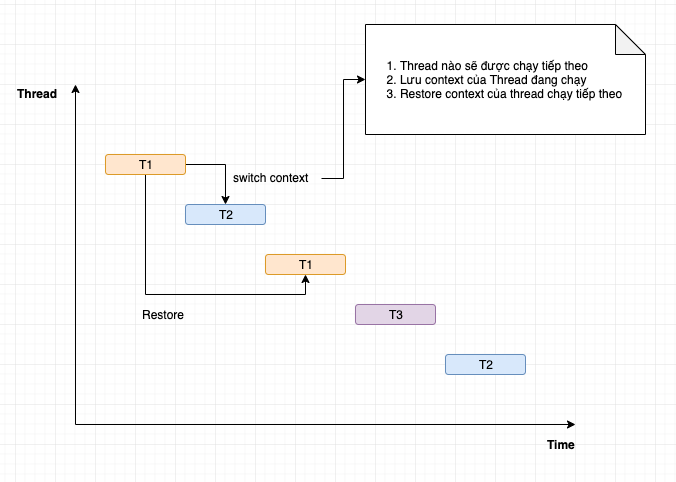 1. Thread nào sẽ được chạy tiếp theo
2. Lưu context của Thread đang chạy
3. Restore context của thread chạy tiếp theo
Thread
T1
switch context
T2
T1
Restore
T3
T2
Time